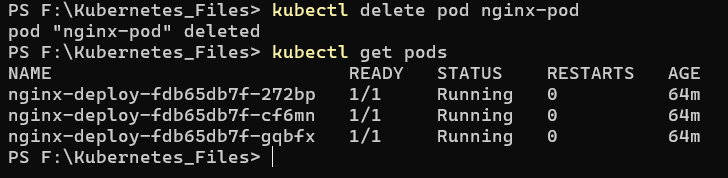 PS F:\Kubernetes_Files> kubectl delete pod nginx-pod
pod "nginx-pod" deleted
PS F:\Kubernetes_Files> kubectl get pods
NAME                           READY   STATUS    RESTARTS   AGE
nginx-deploy-fdb65db7f-272bp   1/1     Running   0          64m
nginx-deploy-fdb65db7f-cf6mn   1/1     Running   0          64m
nginx-deploy-fdb65db7f-gqbfx   1/1     Running   0          64m
PS F:\Kubernetes_Files>